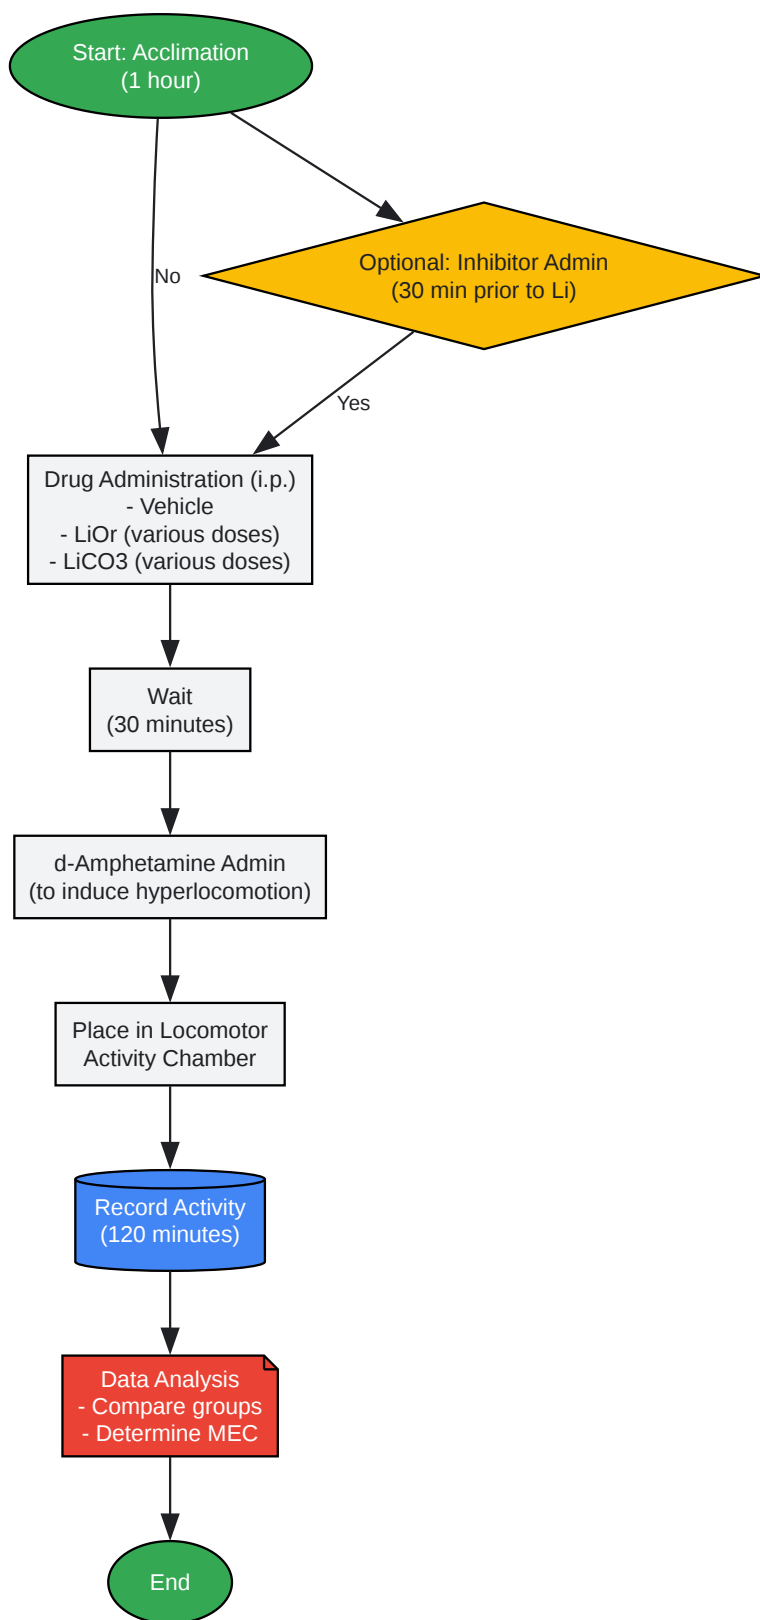 Start: Acclimation
(1 hour)
Optional: Inhibitor Admin
(30 min prior to Li)
No
Yes
Drug Administration (i.p.)
- Vehicle
- LiOr (various doses)
- LiCO3 (various doses)
Wait
(30 minutes)
d-Amphetamine Admin
(to induce hyperlocomotion)
Place in Locomotor
Activity Chamber
Record Activity
(120 minutes)
Data Analysis
- Compare groups
- Determine MEC
End